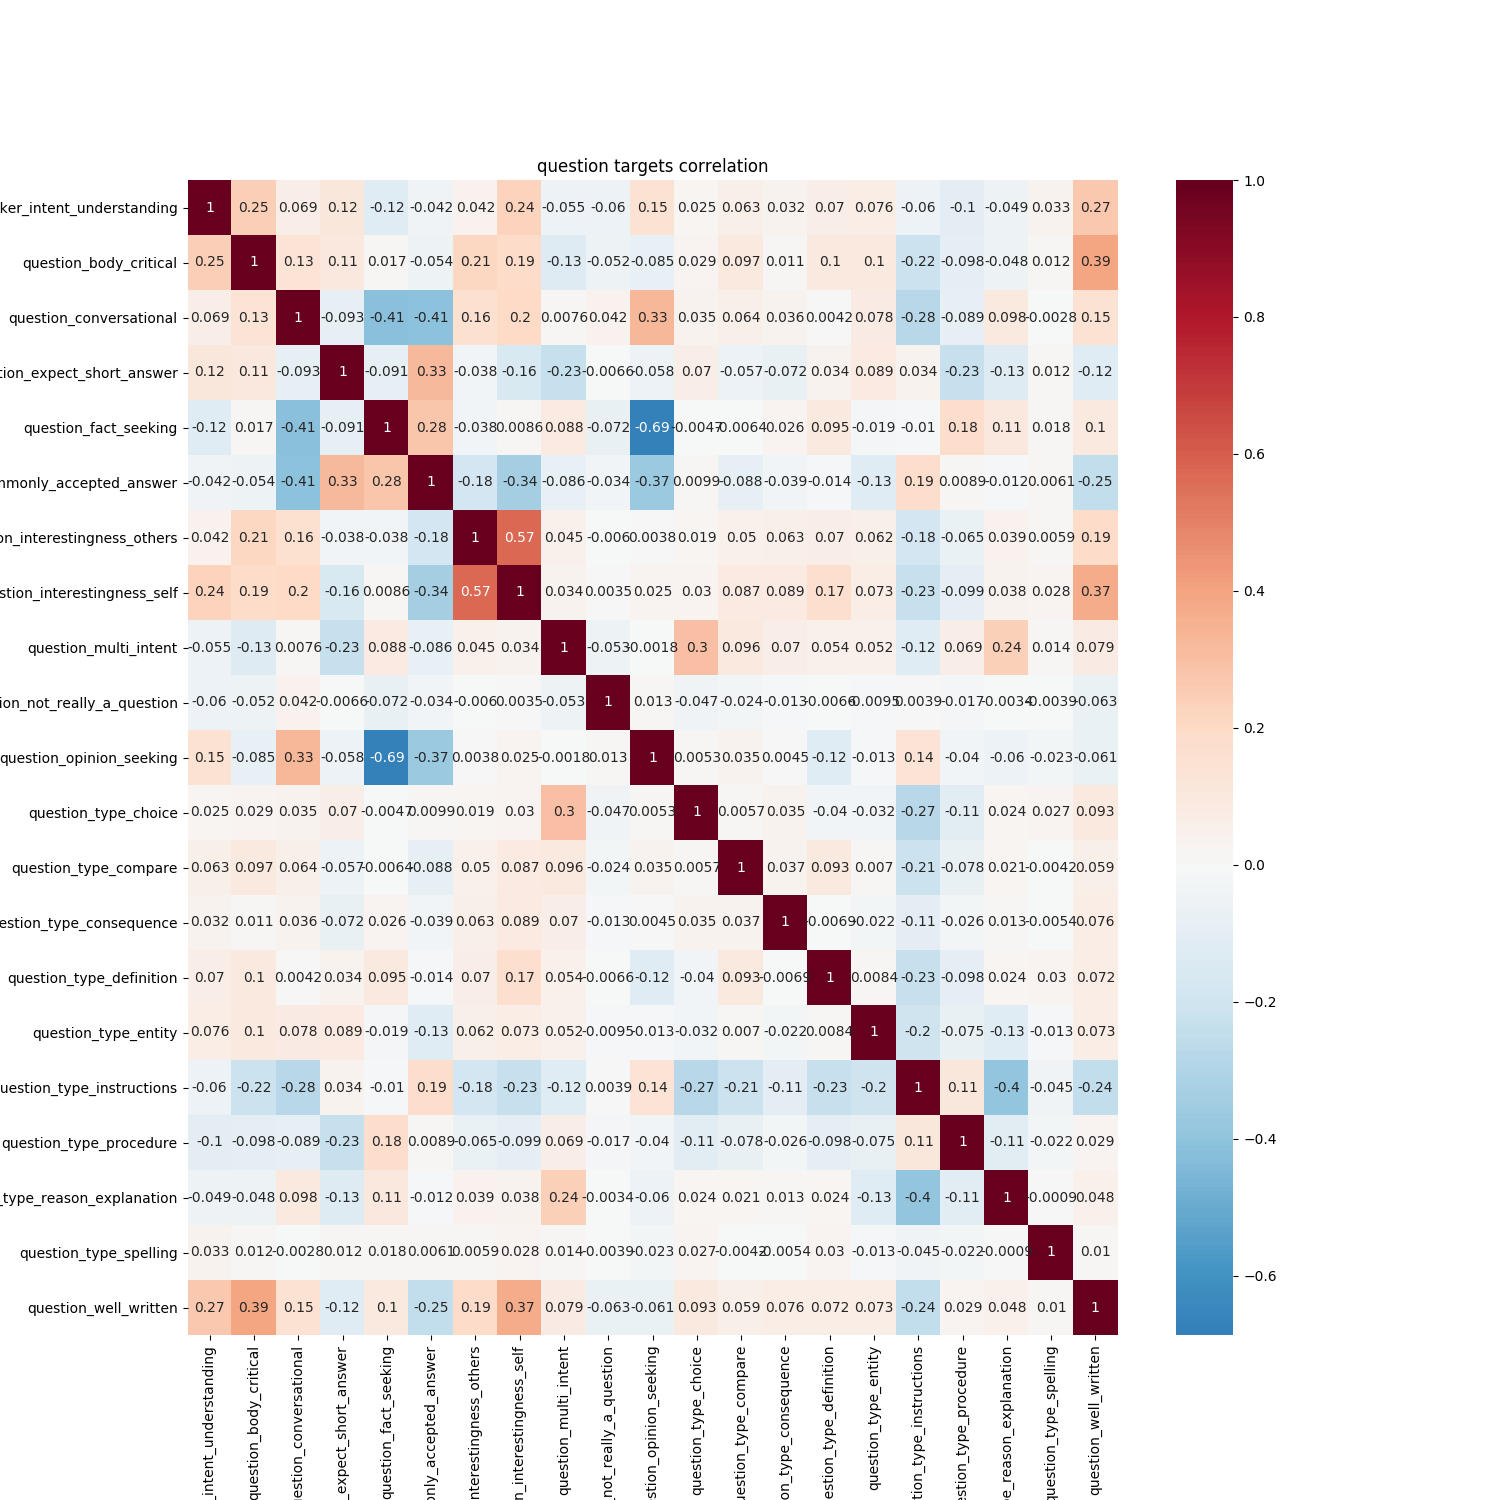 question targets correlation
ker_intent_understanding 1 0.25 0.069 0.12 -0.12 -0.042 0.042 0.24 -0.055 -0.06 0.15 0.025 0.063 0.032 0.07 0.076 -0.06 -0.1 -0.049 0.033 0.27
question_body_critical 0.25 1 0.13 0.11 0.017 -0.054 0.21 0.19 -0.13 -0.052 -0.085 0.029 0.097 0.011 0.1 0.1 -0.22 -0.098 -0.048 0.012 0.39
question_conversational 0.069 0.13 1 -0.093 -0.41 -0.41 0.16 0.2 0.0076 0.042 0.33 0.035 0.064 0.036 0.0042 0.078 -0.28 -0.089 0.098 -0.0028 0.15
tion_expect_short_answer 0.12 0.11 -0.093 1 -0.091 0.33 -0.038 -0.16 -0.23 -0.0066 -0.058 0.07 -0.057 -0.072 0.034 0.089 0.034 -0.23 -0.13 0.012 -0.12
question_fact_seeking -0.12 0.017 -0.41 -0.091 1 0.28 -0.038 0.0086 0.088 -0.072 -0.69 -0.0047 -0.0064 0.026 0.095 -0.019 -0.01 0.18 0.11 0.018 0.1
mmonly_accepted_answer -0.042 -0.054 -0.41 0.33 0.28 1 -0.18 -0.34 -0.086 -0.034 -0.37 0.0099 -0.088 -0.039 -0.014 -0.13 0.19 0.0089 -0.012 0.0061 -0.25
on_interestingness_others 0.042 0.21 0.16 -0.038 -0.038 -0.18 1 0.57 0.045 -0.006 0.0038 0.019 0.05 0.063 0.07 0.062 -0.18 -0.065 0.039 0.0059 0.19
stion_interestingness_self 0.24 0.19 0.2 -0.16 0.0086 -0.34 0.57 1 0.034 0.0035 0.025 0.03 0.087 0.089 0.17 0.073 -0.23 -0.099 0.038 0.028 0.37
question_multi_intent -0.055 -0.13 0.0076 -0.23 0.088 -0.086 0.045 0.034 1 -0.053 -0.0018 0.3 0.096 0.07 0.054 0.052 -0.12 0.069 0.24 0.014 0.079
ion_not_really_a_question -0.06 -0.052 0.042 -0.0066 -0.072 -0.034 -0.006 0.0035 -0.053 1 0.013 -0.047 -0.024 -0.013 -0.0066 -0.0095 0.0039 -0.017 -0.0034 -0.0039 -0.063
question_opinion_seeking 0.15 -0.085 0.33 -0.058 -0.69 -0.37 0.0038 0.025 -0.0018 0.013 1 0.0053 0.035 0.0045 -0.12 -0.013 0.14 -0.04 -0.06 -0.023 -0.061
question_type_choice 0.025 0.029 0.035 0.07 -0.0047 0.0099 0.019 0.03 0.3 -0.047 0.0053 1 0.0057 0.035 -0.04 -0.032 -0.27 -0.11 0.024 0.027 0.093
question_type_compare 0.063 0.097 0.064 -0.057 -0.0064 -0.088 0.05 0.087 0.096 -0.024 0.035 0.0057 1 0.037 0.093 0.007 -0.21 -0.078 0.021 -0.0042 0.059
estion_type_consequence 0.032 0.011 0.036 -0.072 0.026 -0.039 0.063 0.089 0.07 -0.013 0.0045 0.035 0.037 1 -0.0069 -0.022 -0.11 -0.026 0.013 -0.0054 0.076
question_type_definition 0.07 0.1 0.0042 0.034 0.095 -0.014 0.07 0.17 0.054 -0.0066 -0.12 -0.04 0.093 -0.0069 1 0.0084 -0.23 -0.098 0.024 0.03 0.072
question_type_entity 0.076 0.1 0.078 0.089 -0.019 -0.13 0.062 0.073 0.052 -0.0095 -0.013 -0.032 0.007 -0.022 0.0084 1 -0.2 -0.075 -0.13 -0.013 0.073
uestion_type_instructions -0.06 -0.22 -0.28 0.034 -0.01 0.19 -0.18 -0.23 -0.12 0.0039 0.14 -0.27 -0.21 -0.11 -0.23 -0.2 1 0.11 -0.4 -0.045 -0.24
question_type_procedure -0.1 -0.098 -0.089 -0.23 0.18 0.0089 -0.065 -0.099 0.069 -0.017 -0.04 -0.11 -0.078 -0.026 -0.098 -0.075 0.11 1 -0.11 -0.022 0.029
_type_reason_explanation -0.049 -0.048 0.098 -0.13 0.11 -0.012 0.039 0.038 0.24 -0.0034 -0.06 0.024 0.021 0.013 0.024 -0.13 -0.4 -0.11 1 -0.0009 0.048
question_type_spelling 0.033 0.012 -0.0028 0.012 0.018 0.0061 0.0059 0.028 0.014 -0.0039 -0.023 0.027 -0.0042 -0.0054 0.03 -0.013 -0.045 -0.022 -0.0009 1 0.01
question_well_written 0.27 0.39 0.15 -0.12 0.1 -0.25 0.19 0.37 0.079 -0.063 -0.061 0.093 0.059 0.076 0.072 0.073 -0.24 0.029 0.048 0.01 1
_intent_understanding
question_body_critical
uestion_conversational
_expect_short_answer
question_fact_seeking
only_accepted_answer
nterestingness_others
n_interestingness_self
question_multi_intent
_not_really_a_question
estion_opinion_seeking
question_type_choice
uestion_type_compare
on_type_consequence
estion_type_definition
question_type_entity
tion_type_instructions
estion_type_procedure
pe_reason_explanation
question_type_spelling
question_well_written
1.0
0.8
0.6
0.4
0.2
0.0
−0.2
−0.4
−0.6